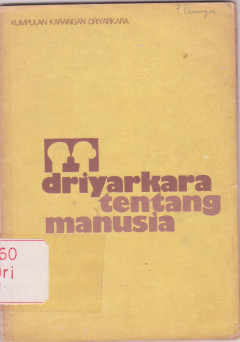 KUMPULAN KARANGAN DRIYARKARA
driyarkara
tentang
manusia
60
ri